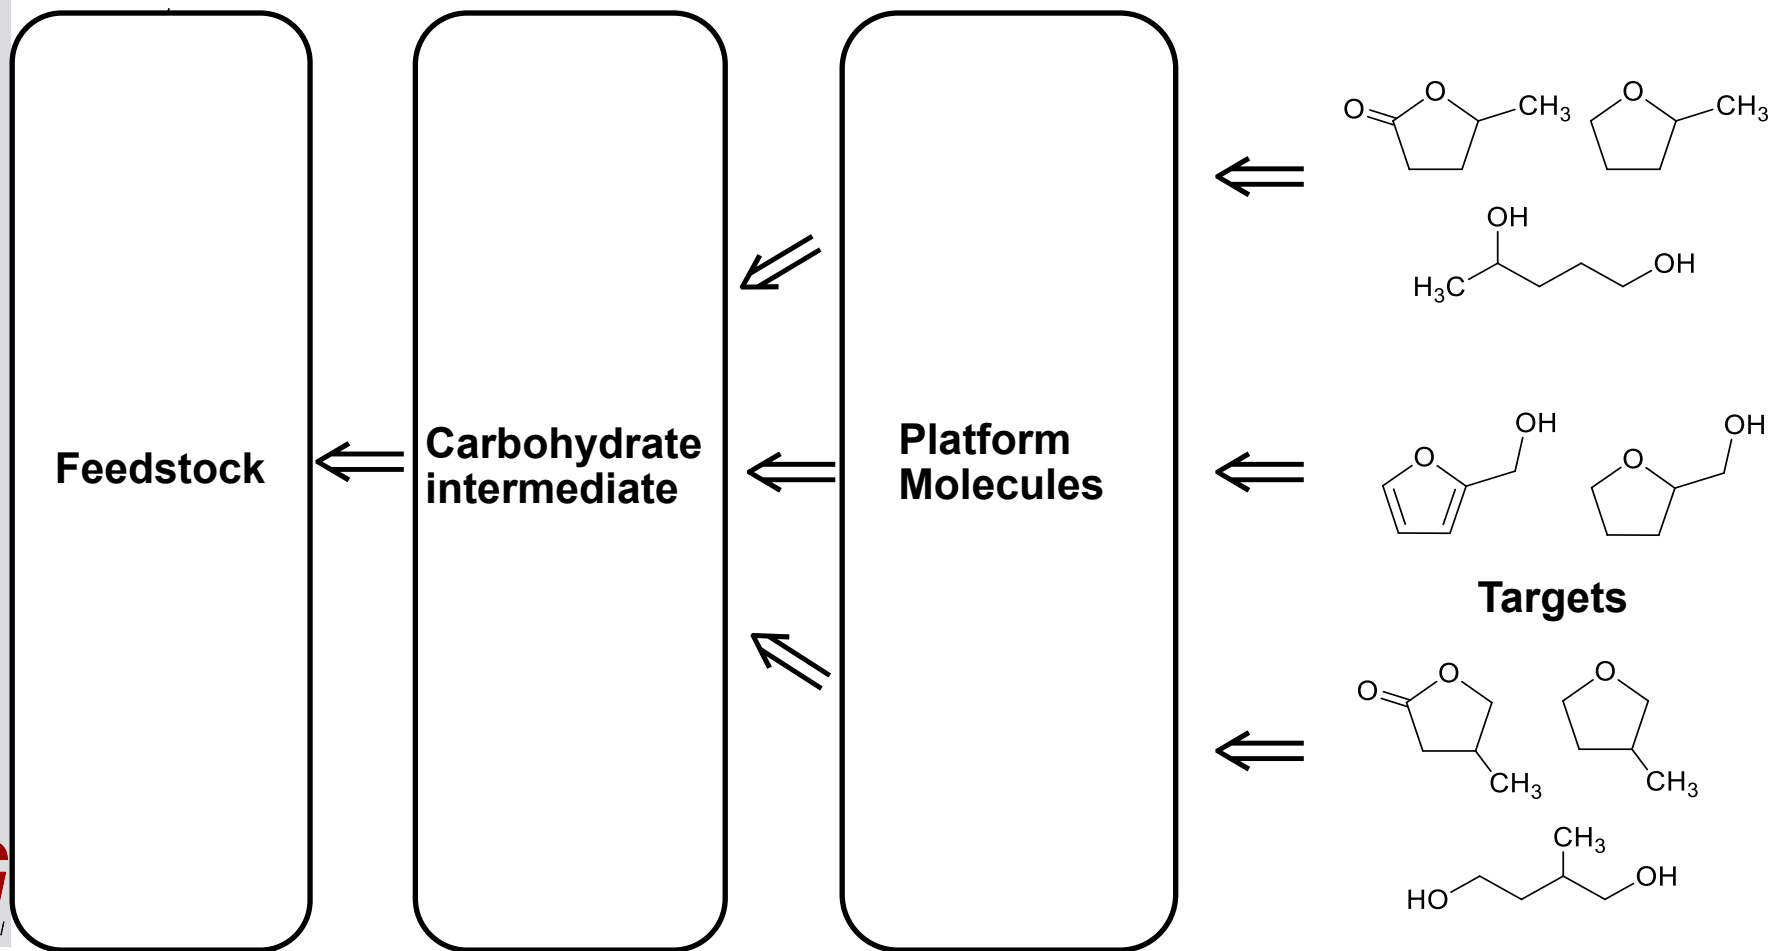 O
O
CH3
O
CH3
OH
H3C
OH
Feedstock
Carbohydrate
intermediate
Platform
Molecules
O
OH
O
OH
Targets
O
O
CH3
O
CH3
CH3
HO
OH